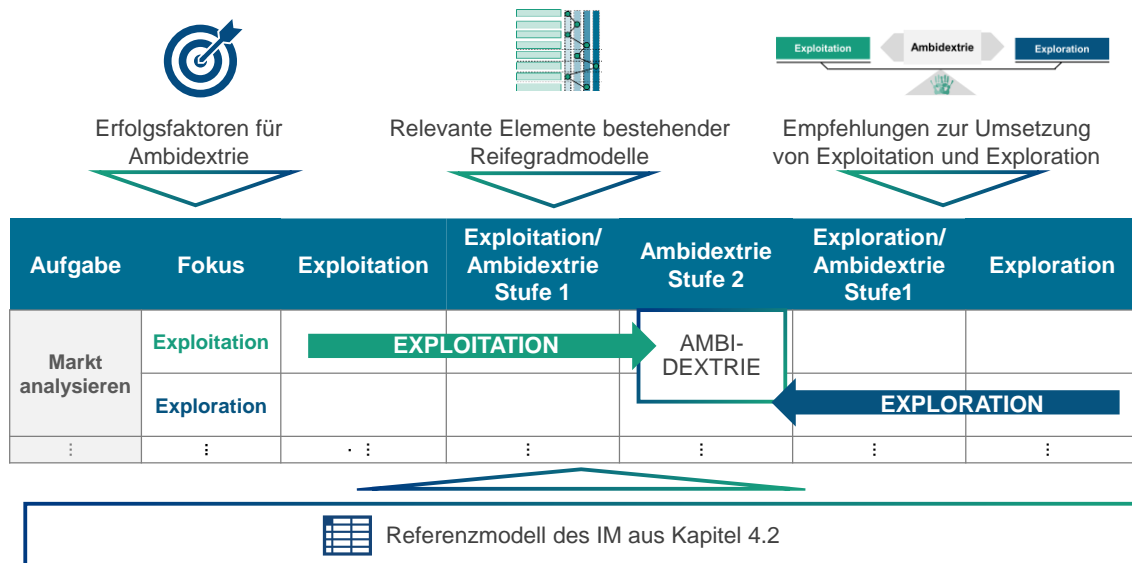 Exploitation
Ambidextrie
Exploration
Erfolgsfaktoren für
Ambidextrie
Relevante Elemente bestehender
Reifegradmodelle
Empfehlungen zur Umsetzung
von Exploitation und Exploration
Aufgabe
Fokus
Exploitation
Exploitation/
Ambidextrie
Stufe 1
Ambidextrie
Stufe 2
Exploration/
Ambidextrie
Stufe1
Exploration
Markt
analysieren
Exploitation
EXPLOITATION
AMBI-
DEXTRIE
Exploration
EXPLORATION
Referenzmodell des IM aus Kapitel 4.2